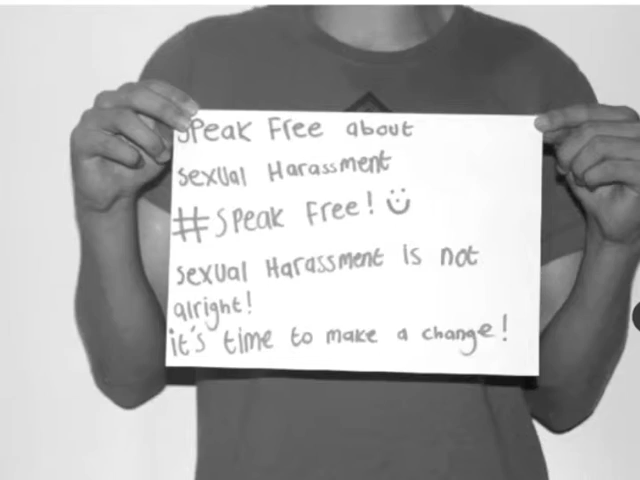 Speak Free about
sexual Harassment
#Speak Free! ü
sexual Harassment is not
alright!
it's time to make a change!